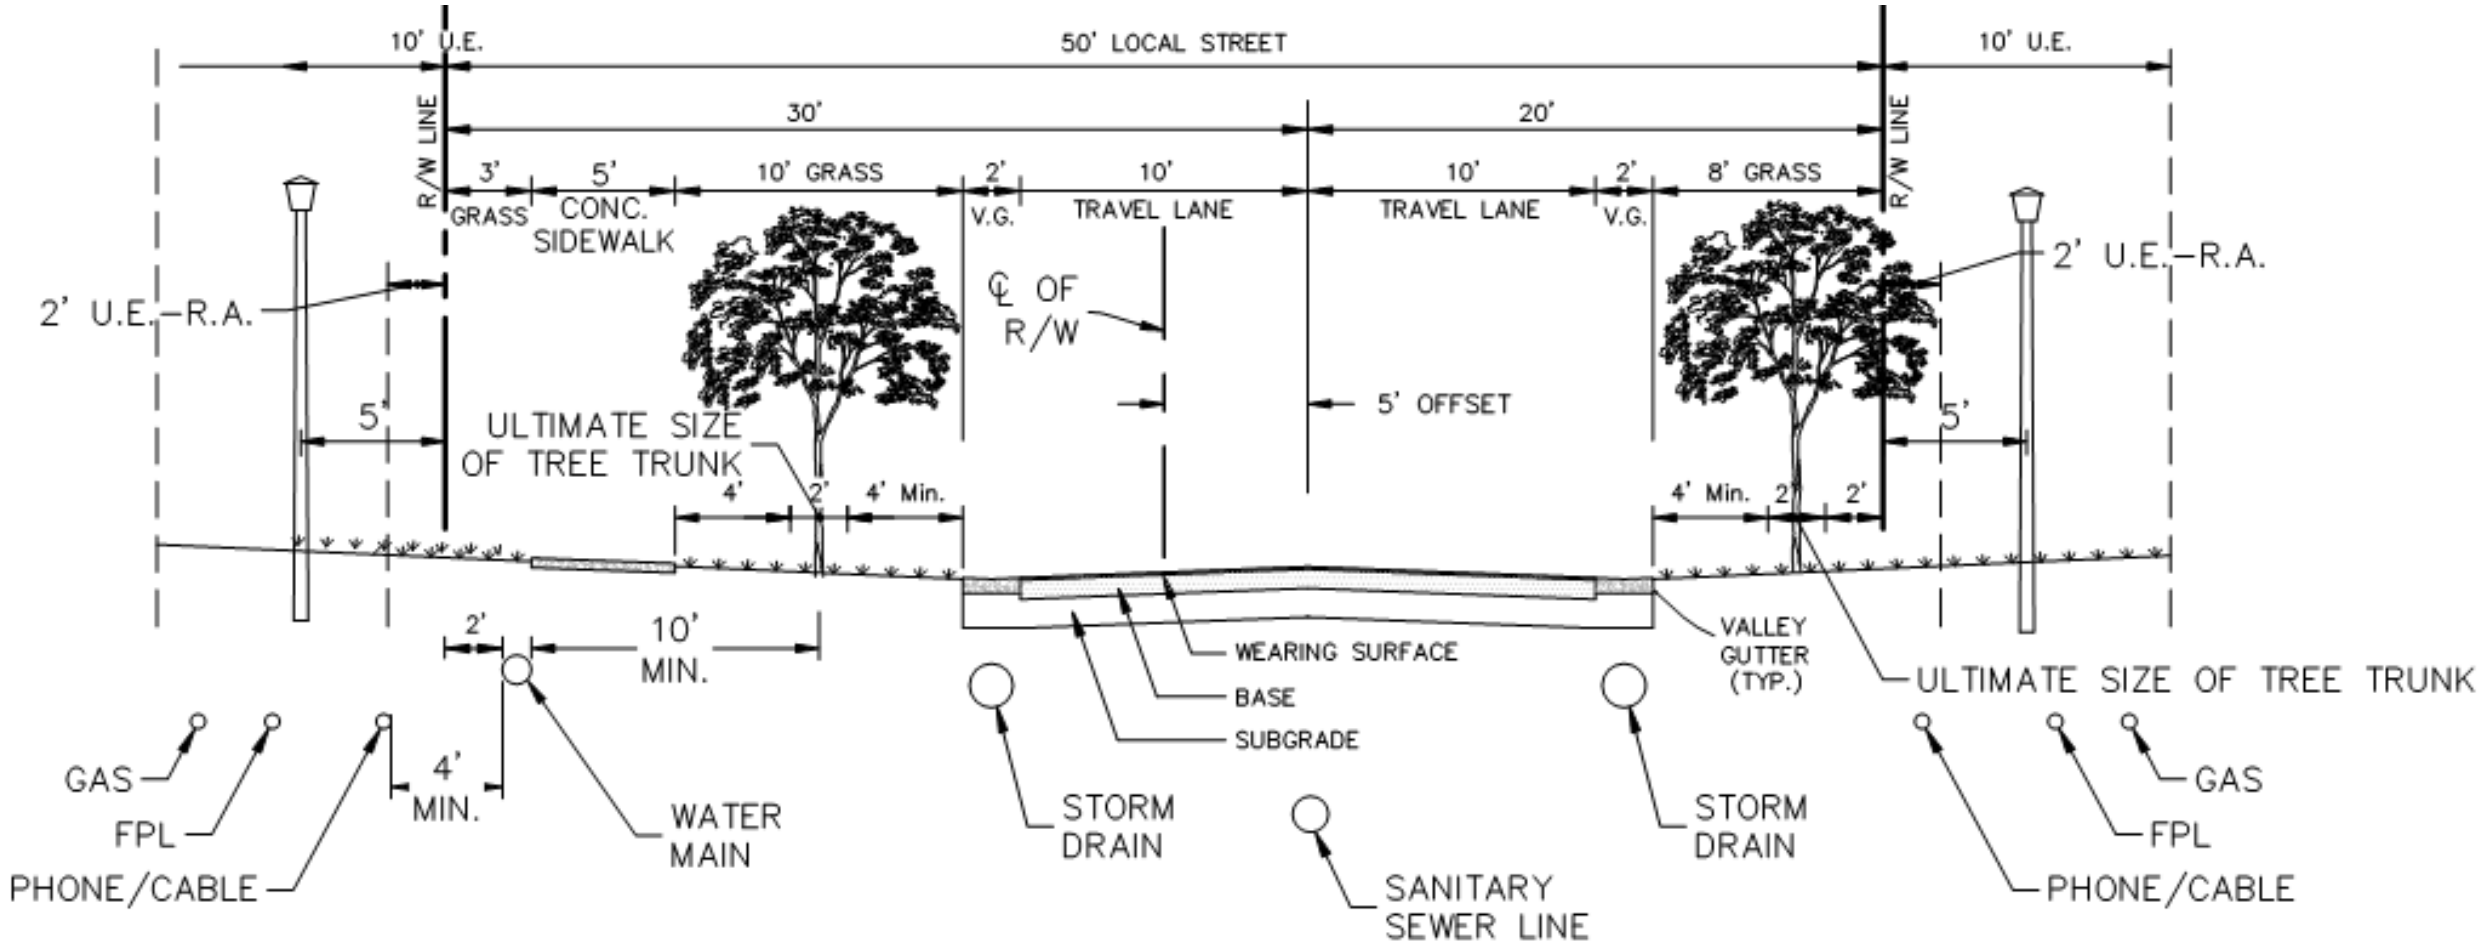 10' U.E.
50' LOCAL STREET
10' U.E.
R/W LINE
30'
20'
R/W LINE
3'
GRASS
5'
CONC.
SIDEWALK
10' GRASS
2'
V.G.
10'
TRAVEL LANE
10'
TRAVEL LANE
2'
V.G.
8' GRASS
2' U.E.-R.A.
℄ OF
R/W
2' U.E.-R.A.
5'
5' OFFSET
5'
ULTIMATE SIZE
OF TREE TRUNK
4'
2'
4' Min.
4' Min.
2'
2'
2'
10'
MIN.
WEARING SURFACE
BASE
SUBGRADE
VALLEY
GUTTER
(TYP.)
ULTIMATE SIZE OF TREE TRUNK
4'
MIN.
GAS
FPL
PHONE/CABLE
WATER
MAIN
STORM
DRAIN
SANITARY
SEWER LINE
STORM
DRAIN
GAS
FPL
PHONE/CABLE